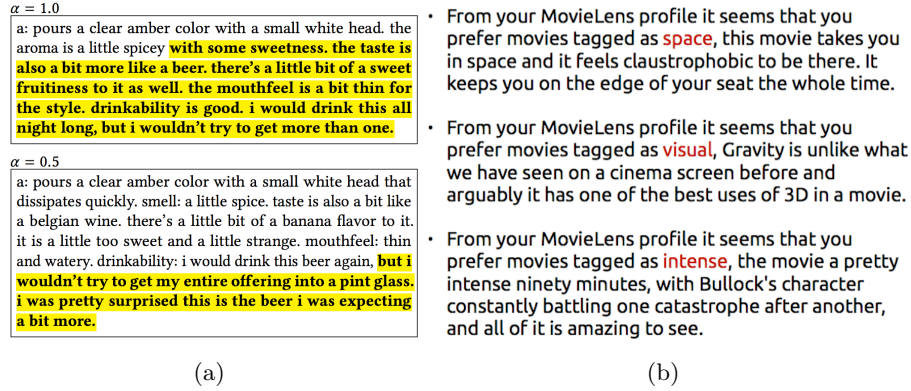 α = 1.0
a: pours a clear amber color with a small white head. the
aroma is a little spicey with some sweetness. the taste is
also a bit more like a beer. there's a little bit of a sweet
fruitiness to it as well. the mouthfeel is a bit thin for
the style. drinkability is good. i would drink this all
night long, but i wouldn't try to get more than one.
α = 0.5
a: pours a clear amber color with a small white head that
dissipates quickly. smell: a little spice. taste is also a bit like
a belgian wine. there's a little bit of a banana flavor to it.
it is a little too sweet and a little strange. mouthfeel: thin
and watery. drinkability: i would drink this beer again, but i
wouldn't try to get my entire offering into a pint glass.
i was pretty surprised this is the beer i was expecting
a bit more.
(a)
• From your MovieLens profile it seems that you
prefer movies tagged as space, this movie takes you
in space and it feels claustrophobic to be there. It
keeps you on the edge of your seat the whole time.
• From your MovieLens profile it seems that you
prefer movies tagged as visual, Gravity is unlike what
we have seen on a cinema screen before and
arguably it has one of the best uses of 3D in a movie.
• From your MovieLens profile it seems that you
prefer movies tagged as intense, the movie a pretty
intense ninety minutes, with Bullock's character
constantly battling one catastrophe after another,
and all of it is amazing to see.
(b)